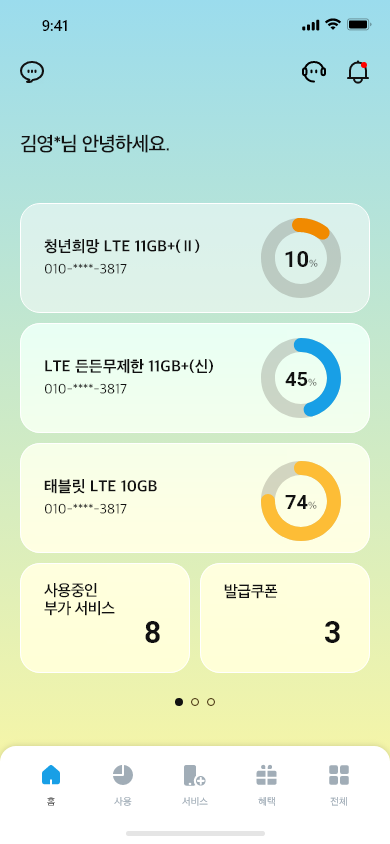 9:41
김영*님 안녕하세요.
청년희망 LTE 11GB+(Ⅱ)
010-****-3817
10%
LTE 든든무제한 11GB+(신)
010-****-3817
45%
태블릿 LTE 10GB
010-****-3817
74%
사용중인
부가 서비스
8
발급쿠폰
3
홈
사용
서비스
혜택
전체